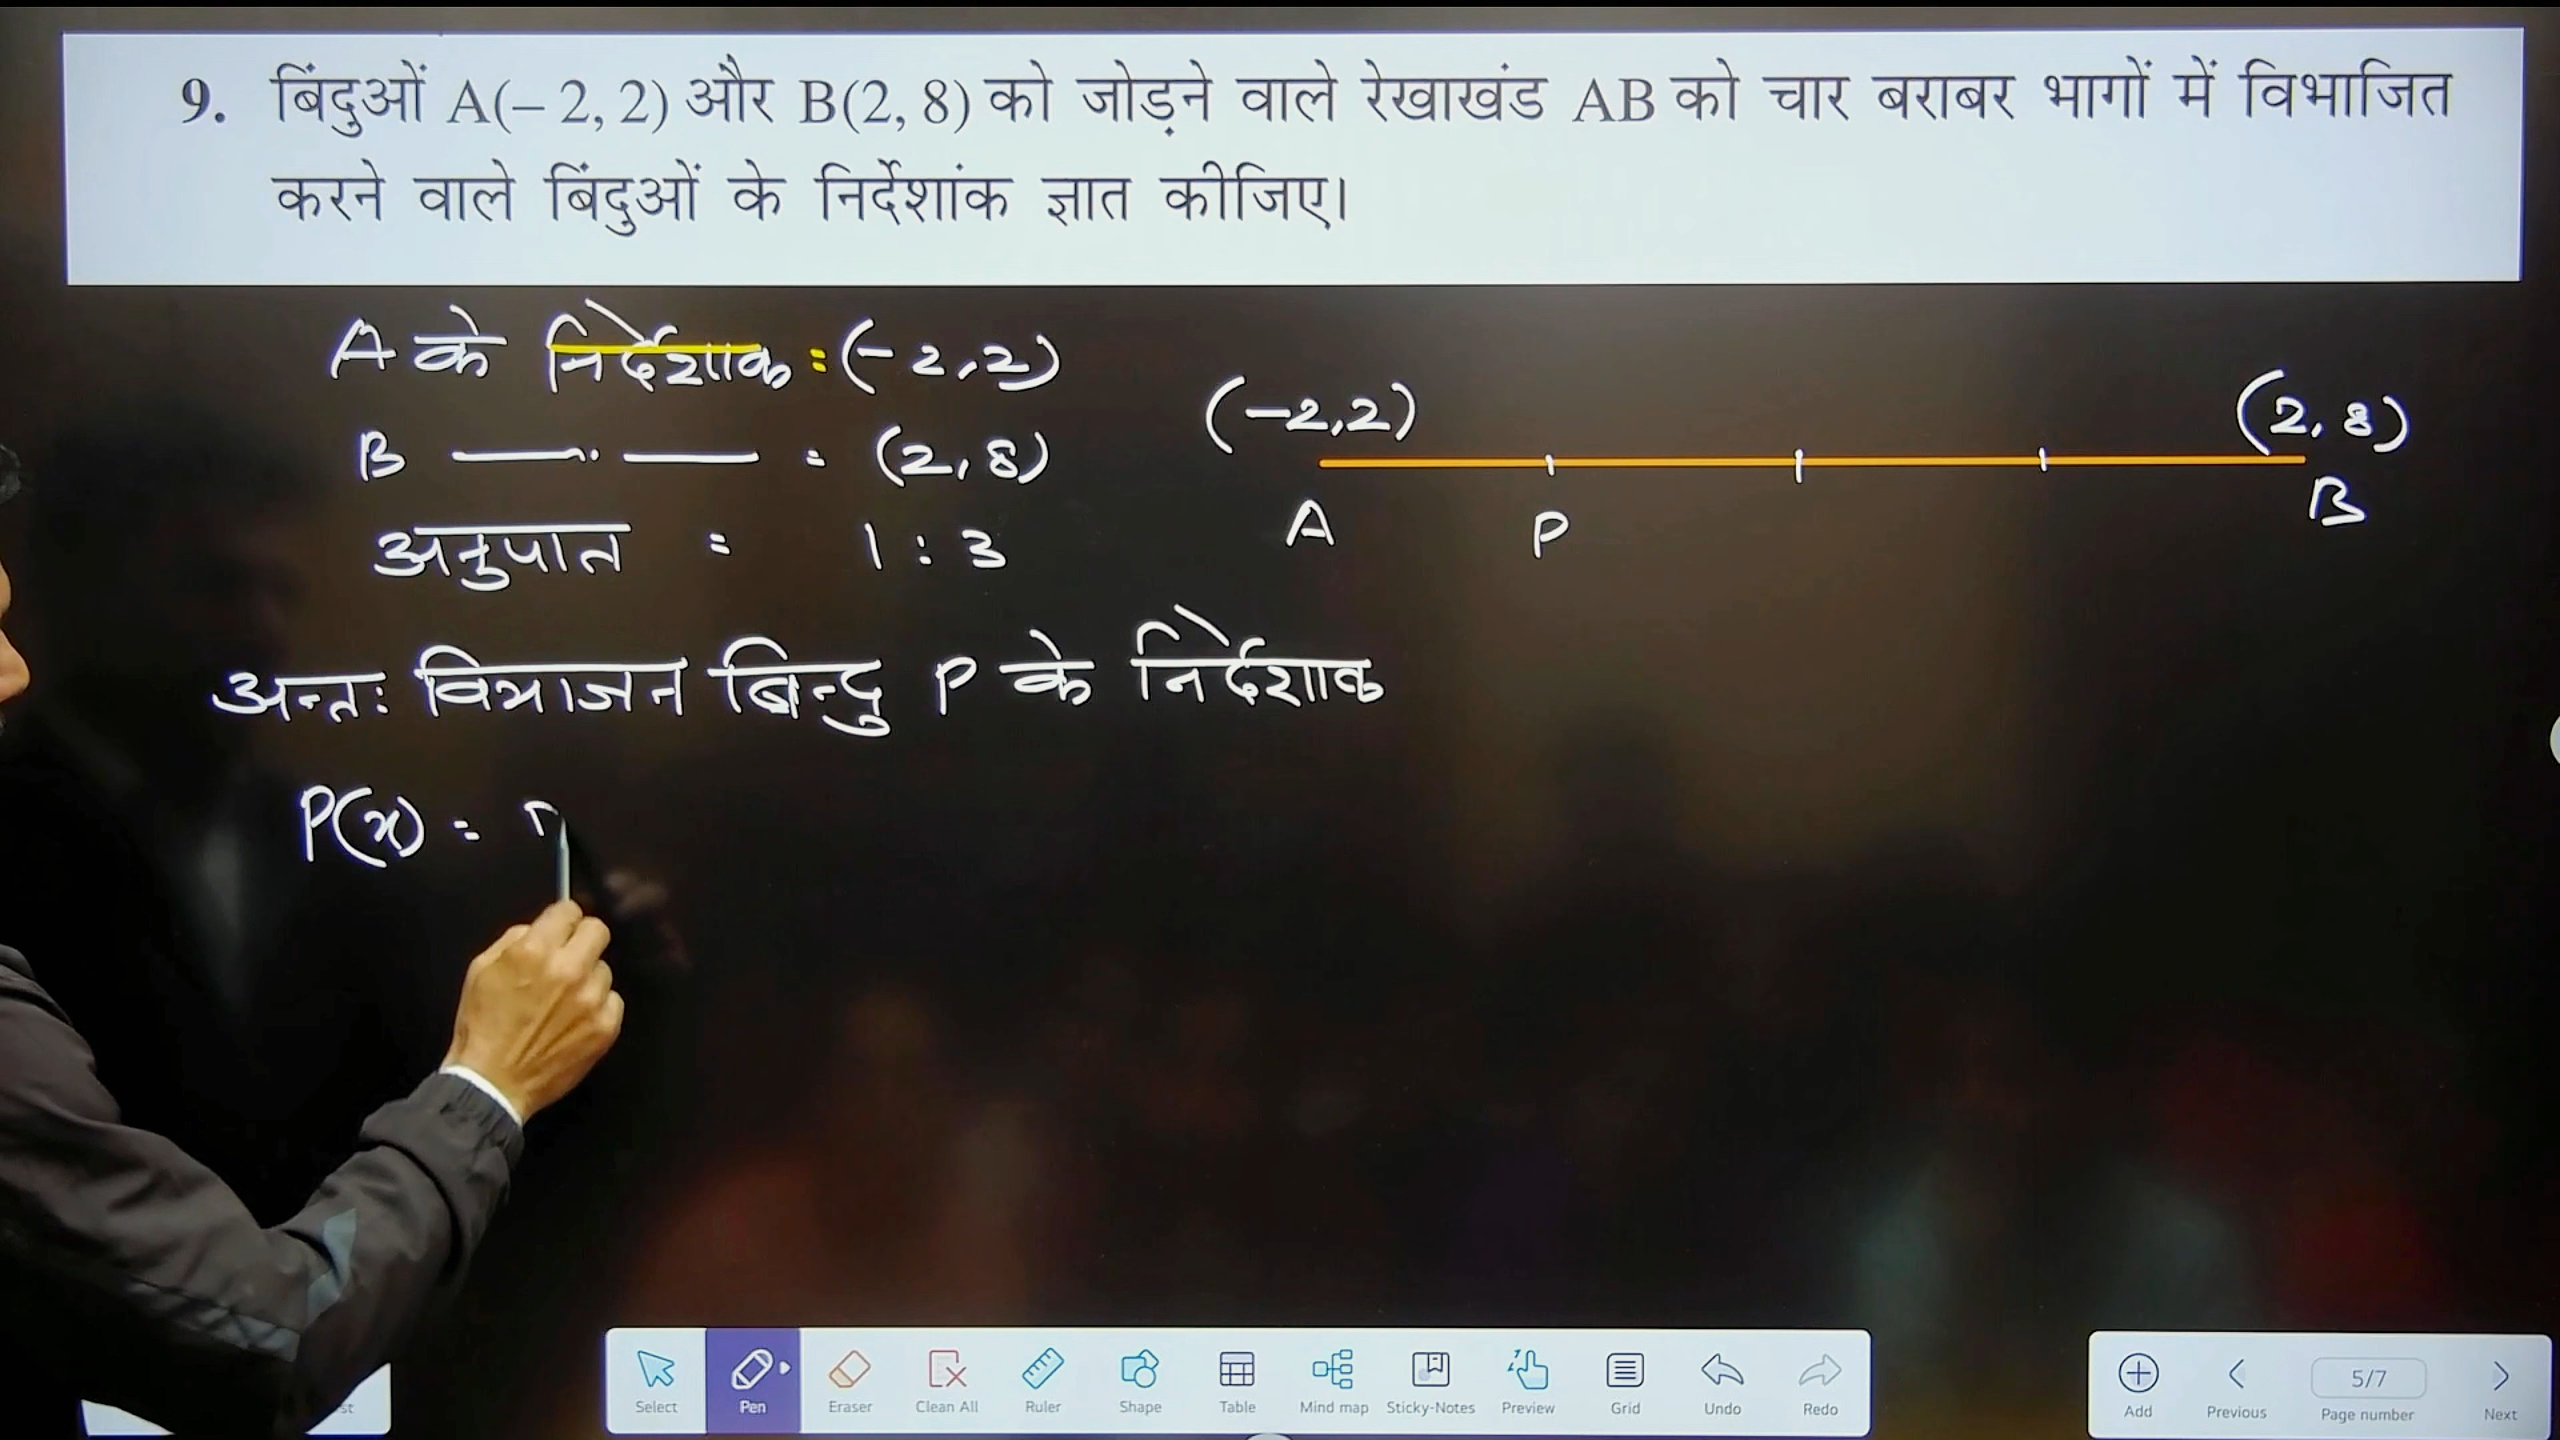 9. बिंदुओं A(– 2, 2) और B(2, 8) को जोड़ने वाले रेखाखंड AB को चार बराबर भागों में विभाजित
करने वाले बिंदुओं के निर्देशांक ज्ञात कीजिए।
A के निर्देशाक = (-2,2)
B = (2,8)
अनुपात = 1 : 3
(-2,2) (2, 8)
A P B
अन्तः विभाजन बिन्दु P के निर्देशाक
P(x) =
Select Pen Eraser Clean All Ruler Shape Table Mind map Sticky-Notes Preview Grid Undo Redo
5/7
Add Previous Page number Next